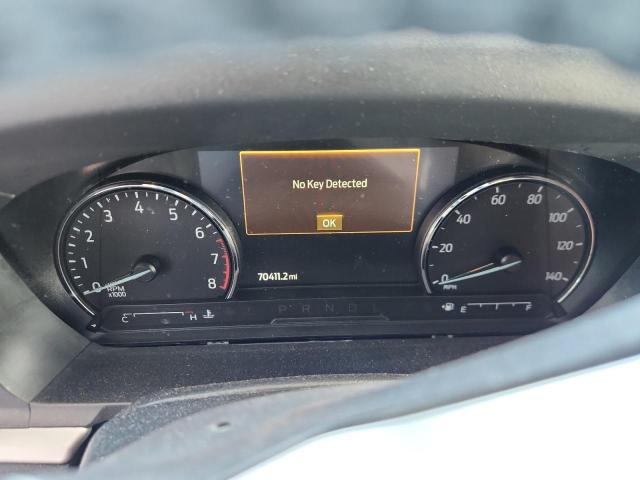 No Key Detected
OK
70411.2 mi
0 1 2 3 4 5 6 7 8
RPM
x1000
0 20 40 60 80 100 120 140
MPH
C H
P R N D
E F